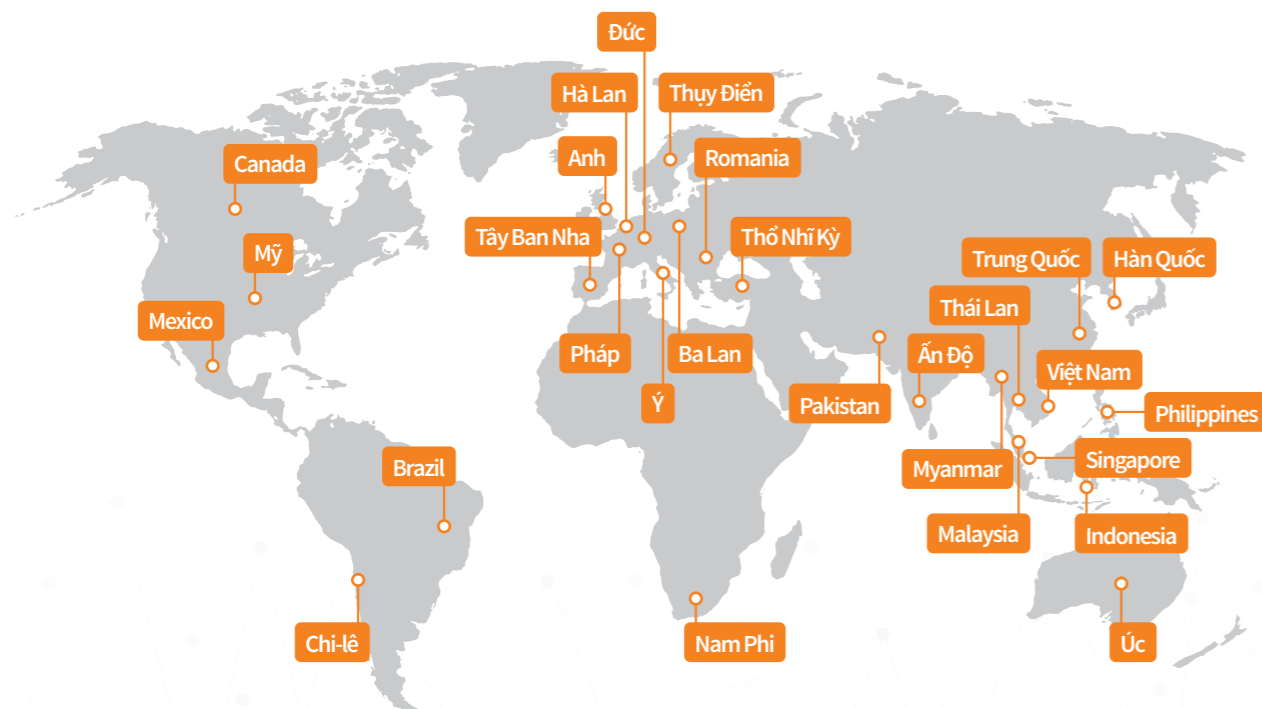 Đức
Hà Lan
Thụy Điển
Anh
Romania
Canada
Tây Ban Nha
Thổ Nhĩ Kỳ
Mỹ
Trung Quốc
Hàn Quốc
Thái Lan
Mexico
Pháp
Ba Lan
Ấn Độ
Việt Nam
Ý
Pakistan
Philippines
Brazil
Myanmar
Singapore
Malaysia
Indonesia
Chi-lê
Nam Phi
Úc